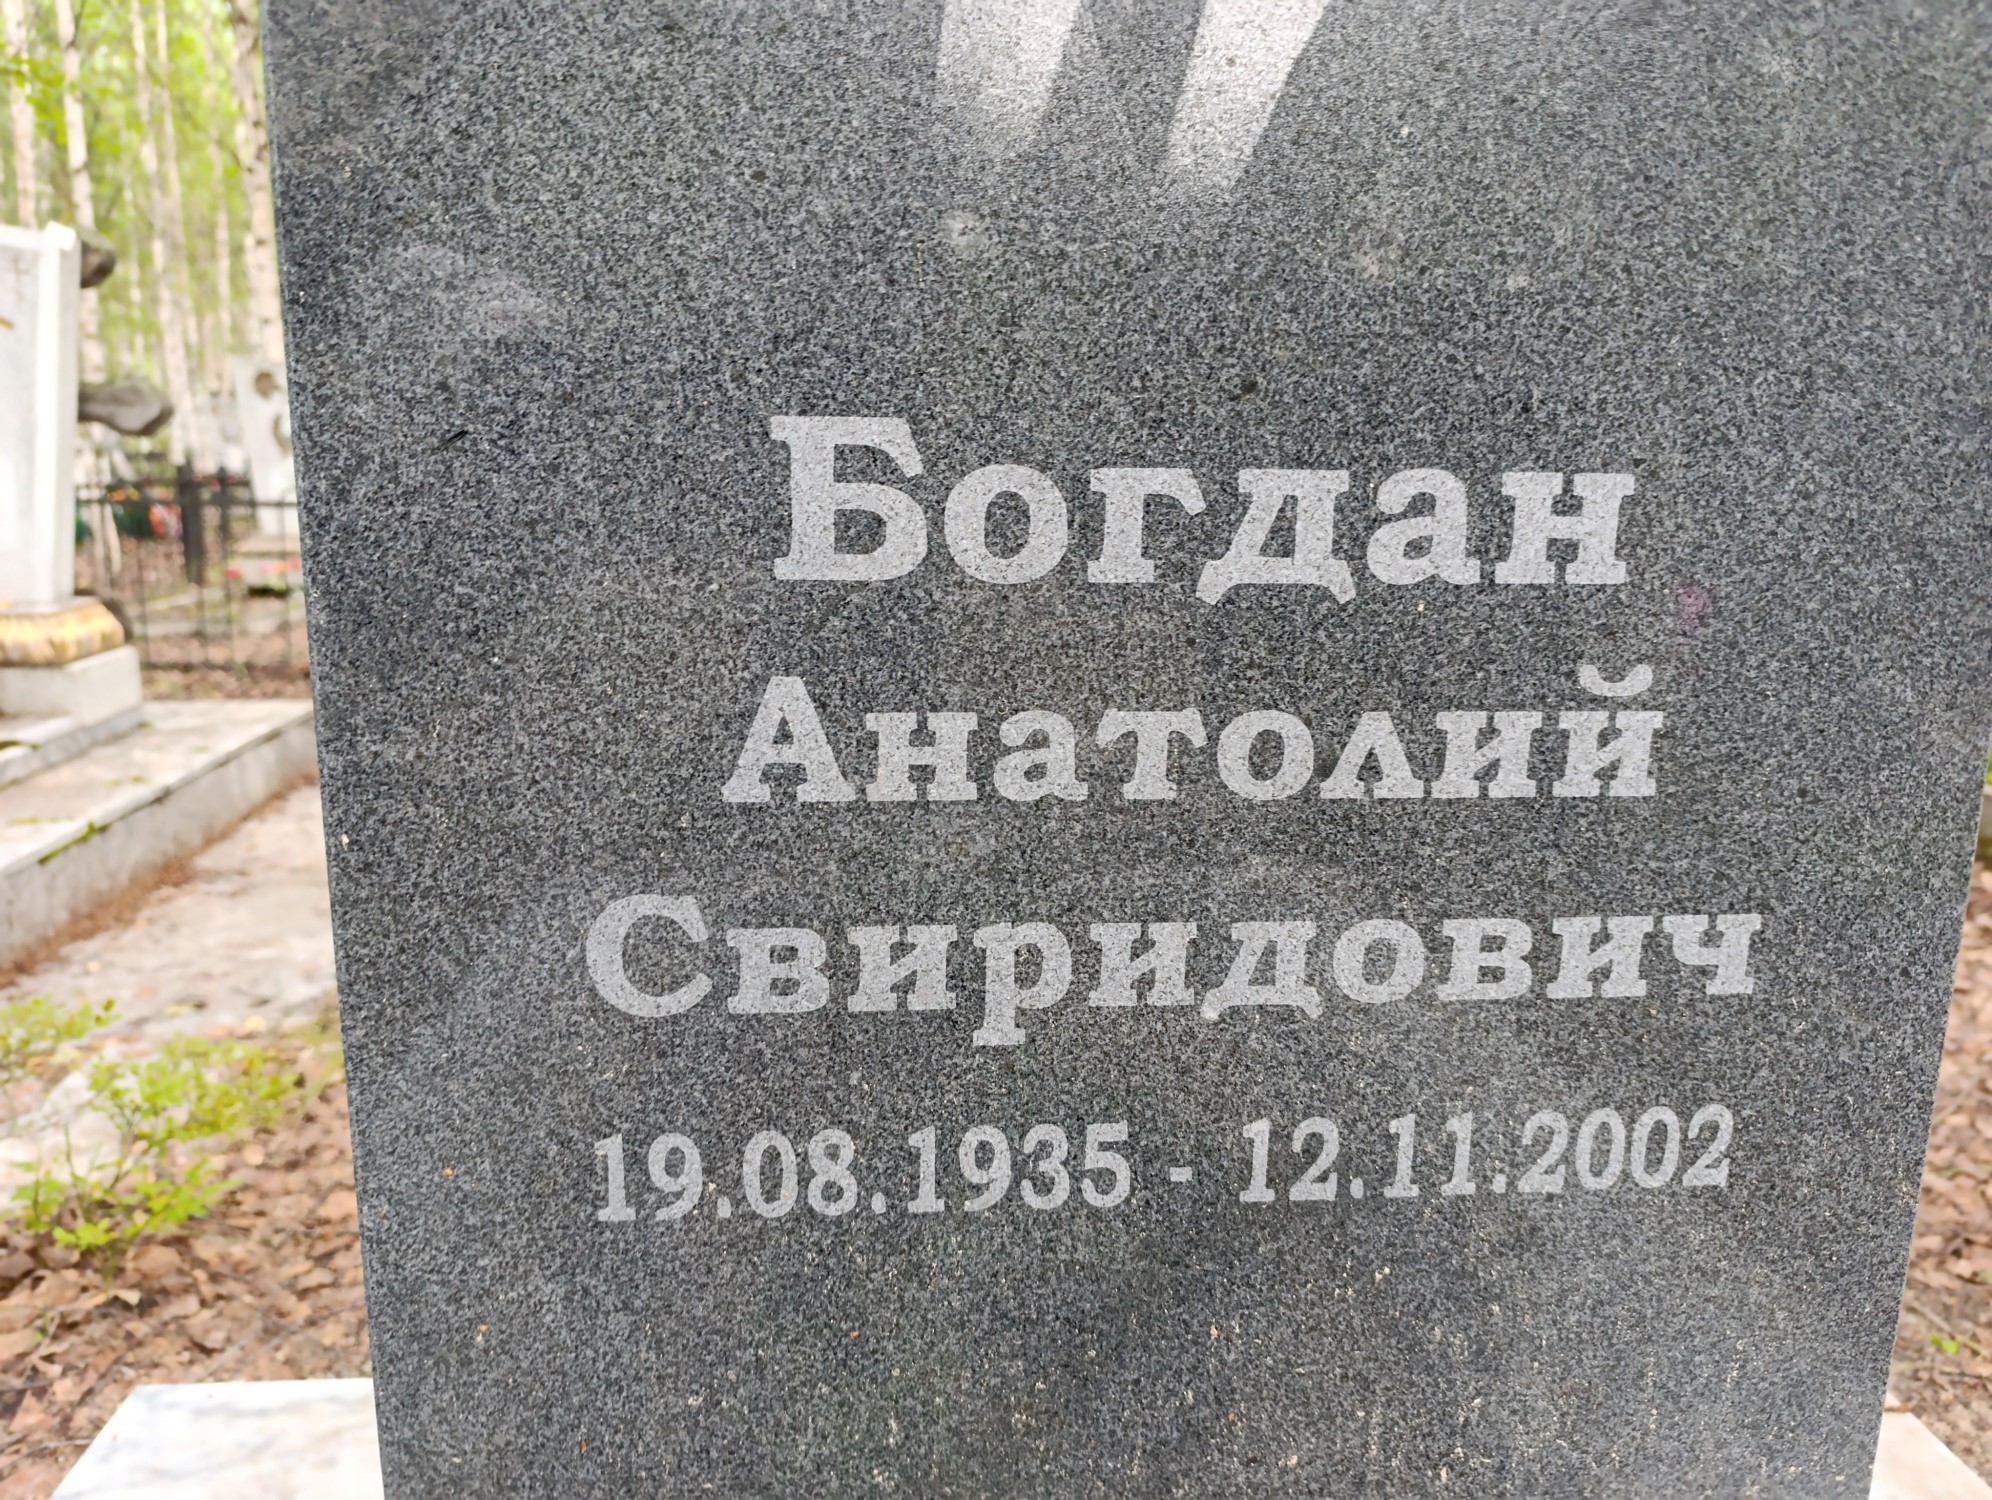 Богдан
Анатолий
Свиридович
19.08.1935 - 12.11.2002